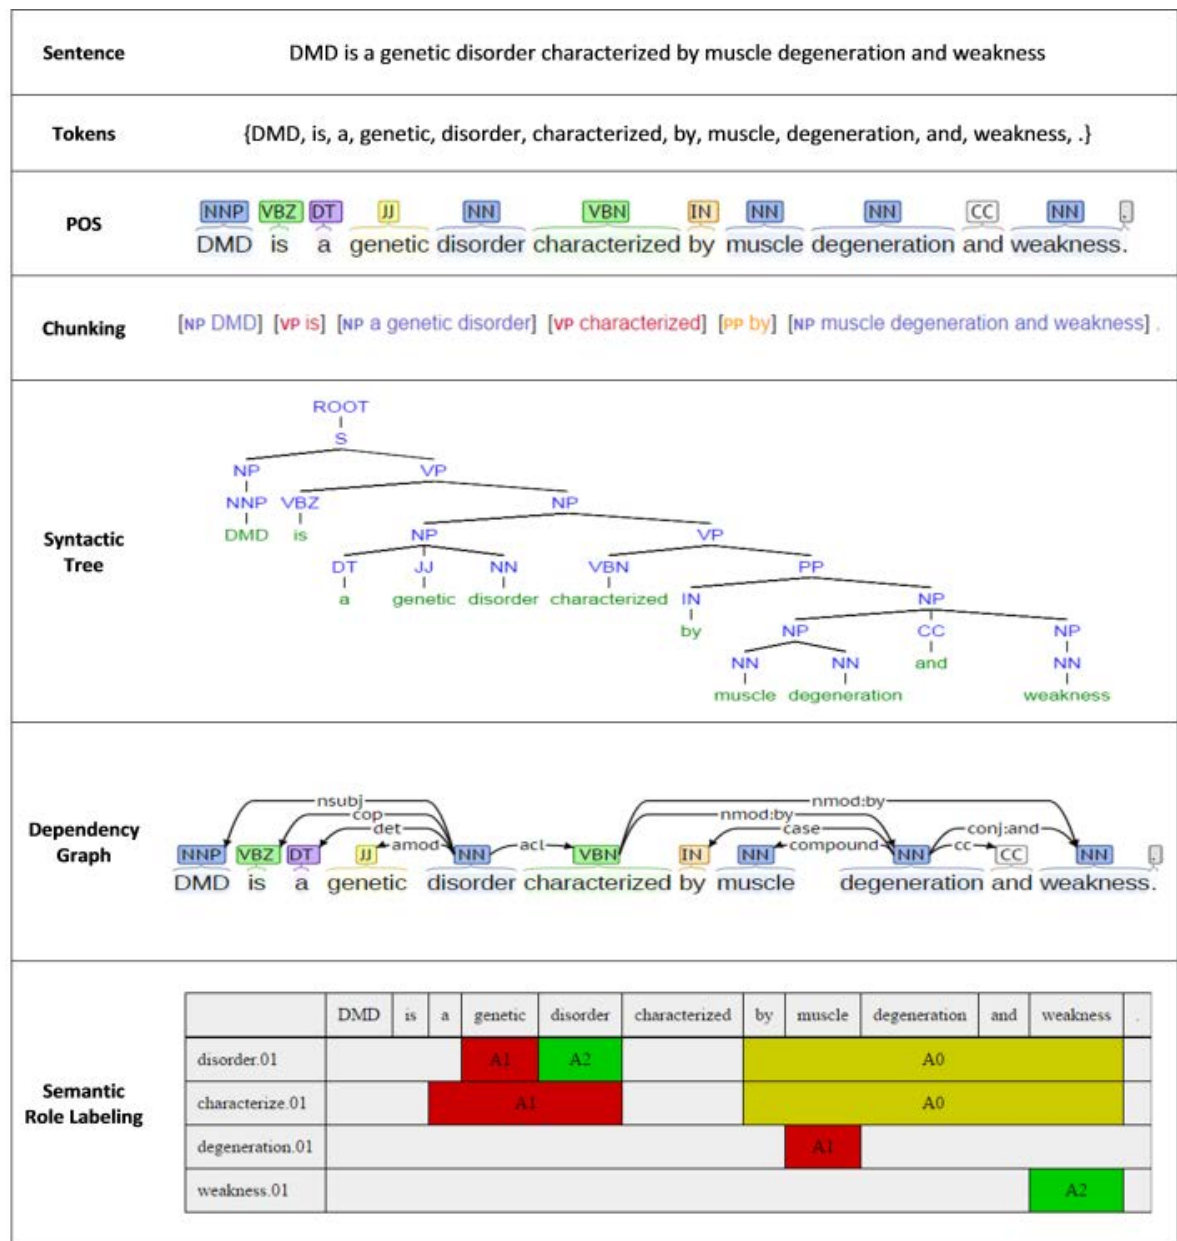 Sentence
DMD is a genetic disorder characterized by muscle degeneration and weakness
Tokens
{DMD, is, a, genetic, disorder, characterized, by, muscle, degeneration, and, weakness, .}
POS
NNP VBZ DT JJ NN VBN IN NN NN CC NN .
DMD is a genetic disorder characterized by muscle degeneration and weakness.
Chunking
[NP DMD] [VP is] [NP a genetic disorder] [VP characterized] [PP by] [NP muscle degeneration and weakness] .
Syntactic
Tree
ROOT
S
NP VP
NNP VBZ NP
DMD is NP VP
DT JJ NN VBN PP
a genetic disorder characterized IN NP
by NP CC NP
NN NN and NN
muscle degeneration weakness
Dependency
Graph
nsubj nmod:by
cop nmod:by
det case conj:and
amod acl compound cc
NNP VBZ DT JJ NN VBN IN NN NN CC NN .
DMD is a genetic disorder characterized by muscle degeneration and weakness.
Semantic
Role Labeling
DMD is a genetic disorder characterized by muscle degeneration and weakness .
disorder.01 A1 A2 A0
characterize.01 A1 A0
degeneration.01 A1
weakness.01 A2